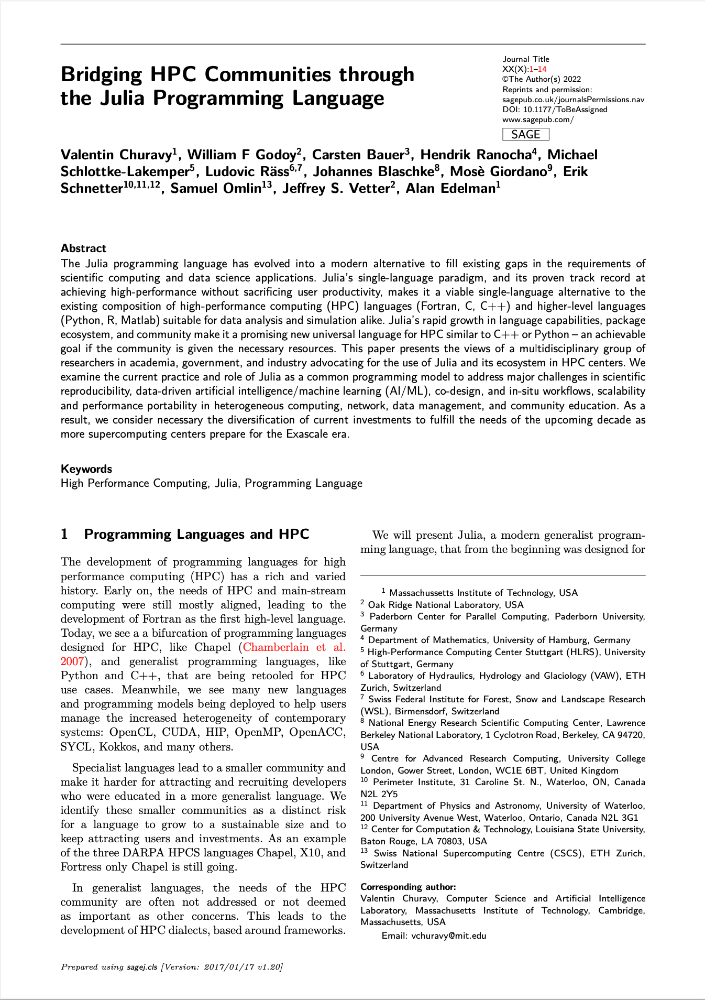 Bridging HPC Communities through
the Julia Programming Language
Journal Title
XX(X):1–14
©The Author(s) 2022
Reprints and permission:
sagepub.co.uk/journalsPermissions.nav
DOI: 10.1177/ToBeAssigned
www.sagepub.com/
SAGE
Valentin Churavy1, William F Godoy2, Carsten Bauer3, Hendrik Ranocha4, Michael
Schlottke-Lakemper5, Ludovic Räss6,7, Johannes Blaschke8, Mosè Giordano9, Erik
Schnetter10,11,12, Samuel Omlin13, Jeffrey S. Vetter2, Alan Edelman1
Abstract
The Julia programming language has evolved into a modern alternative to fill existing gaps in the requirements of
scientific computing and data science applications. Julia's single-language paradigm, and its proven track record at
achieving high-performance without sacrificing user productivity, makes it a viable single-language alternative to the
existing composition of high-performance computing (HPC) languages (Fortran, C, C++) and higher-level languages
(Python, R, Matlab) suitable for data analysis and simulation alike. Julia's rapid growth in language capabilities, package
ecosystem, and community make it a promising new universal language for HPC similar to C++ or Python – an achievable
goal if the community is given the necessary resources. This paper presents the views of a multidisciplinary group of
researchers in academia, government, and industry advocating for the use of Julia and its ecosystem in HPC centers. We
examine the current practice and role of Julia as a common programming model to address major challenges in scientific
reproducibility, data-driven artificial intelligence/machine learning (AI/ML), co-design, and in-situ workflows, scalability
and performance portability in heterogeneous computing, network, data management, and community education. As a
result, we consider necessary the diversification of current investments to fulfill the needs of the upcoming decade as
more supercomputing centers prepare for the Exascale era.
Keywords
High Performance Computing, Julia, Programming Language
1 Programming Languages and HPC
The development of programming languages for high
performance computing (HPC) has a rich and varied
history. Early on, the needs of HPC and main-stream
computing were still mostly aligned, leading to the
development of Fortran as the first high-level language.
Today, we see a a bifurcation of programming languages
designed for HPC, like Chapel (Chamberlain et al.
2007), and generalist programming languages, like
Python and C++, that are being retooled for HPC
use cases. Meanwhile, we see many new languages
and programming models being deployed to help users
manage the increased heterogeneity of contemporary
systems: OpenCL, CUDA, HIP, OpenMP, OpenACC,
SYCL, Kokkos, and many others.
Specialist languages lead to a smaller community and
make it harder for attracting and recruiting developers
who were educated in a more generalist language. We
identify these smaller communities as a distinct risk
for a language to grow to a sustainable size and to
keep attracting users and investments. As an example
of the three DARPA HPCS languages Chapel, X10, and
Fortress only Chapel is still going.
In generalist languages, the needs of the HPC
community are often not addressed or not deemed
as important as other concerns. This leads to the
development of HPC dialects, based around frameworks.
We will present Julia, a modern generalist program-
ming language, that from the beginning was designed for
1 Massachussetts Institute of Technology, USA
2 Oak Ridge National Laboratory, USA
3 Paderborn Center for Parallel Computing, Paderborn University,
Germany
4 Department of Mathematics, University of Hamburg, Germany
5 High-Performance Computing Center Stuttgart (HLRS), University
of Stuttgart, Germany
6 Laboratory of Hydraulics, Hydrology and Glaciology (VAW), ETH
Zurich, Switzerland
7 Swiss Federal Institute for Forest, Snow and Landscape Research
(WSL), Birmensdorf, Switzerland
8 National Energy Research Scientific Computing Center, Lawrence
Berkeley National Laboratory, 1 Cyclotron Road, Berkeley, CA 94720,
USA
9 Centre for Advanced Research Computing, University College
London, Gower Street, London, WC1E 6BT, United Kingdom
10 Perimeter Institute, 31 Caroline St. N., Waterloo, ON, Canada
N2L 2Y5
11 Department of Physics and Astronomy, University of Waterloo,
200 University Avenue West, Waterloo, Ontario, Canada N2L 3G1
12 Center for Computation & Technology, Louisiana State University,
Baton Rouge, LA 70803, USA
13 Swiss National Supercomputing Centre (CSCS), ETH Zurich,
Switzerland
Corresponding author:
Valentin Churavy, Computer Science and Artificial Intelligence
Laboratory, Massachusetts Institute of Technology, Cambridge,
Massachusetts, USA
Email: vchuravy@mit.edu
Prepared using sagej.cls [Version: 2017/01/17 v1.20]